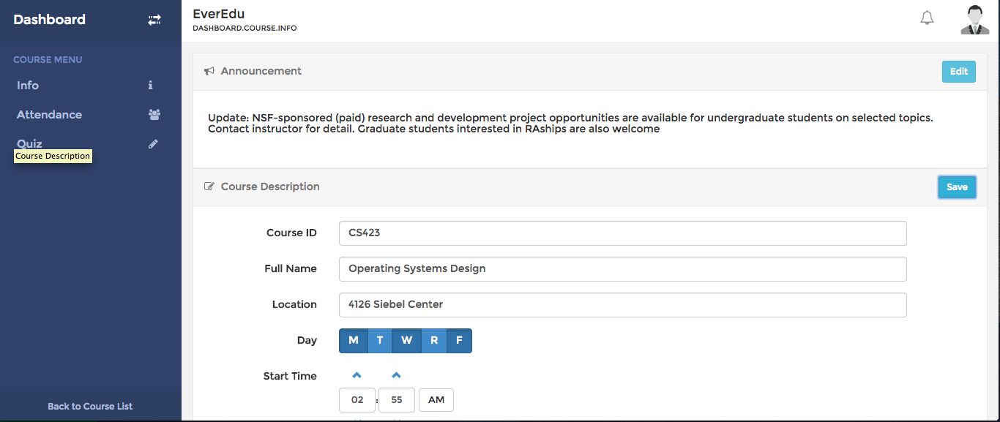 Dashboard
COURSE MENU
Info
Attendance
Quiz
Course Description
Back to Course List
EverEdu
DASHBOARD.COURSE.INFO
Announcement
Edit
Update: NSF-sponsored (paid) research and development project opportunities are available for undergraduate students on selected topics.
Contact instructor for detail. Graduate students interested in RAships are also welcome
Course Description
Save
Course ID CS423
Full Name Operating Systems Design
Location 4126 Siebel Center
Day M T W R F
Start Time
02 : 55 AM